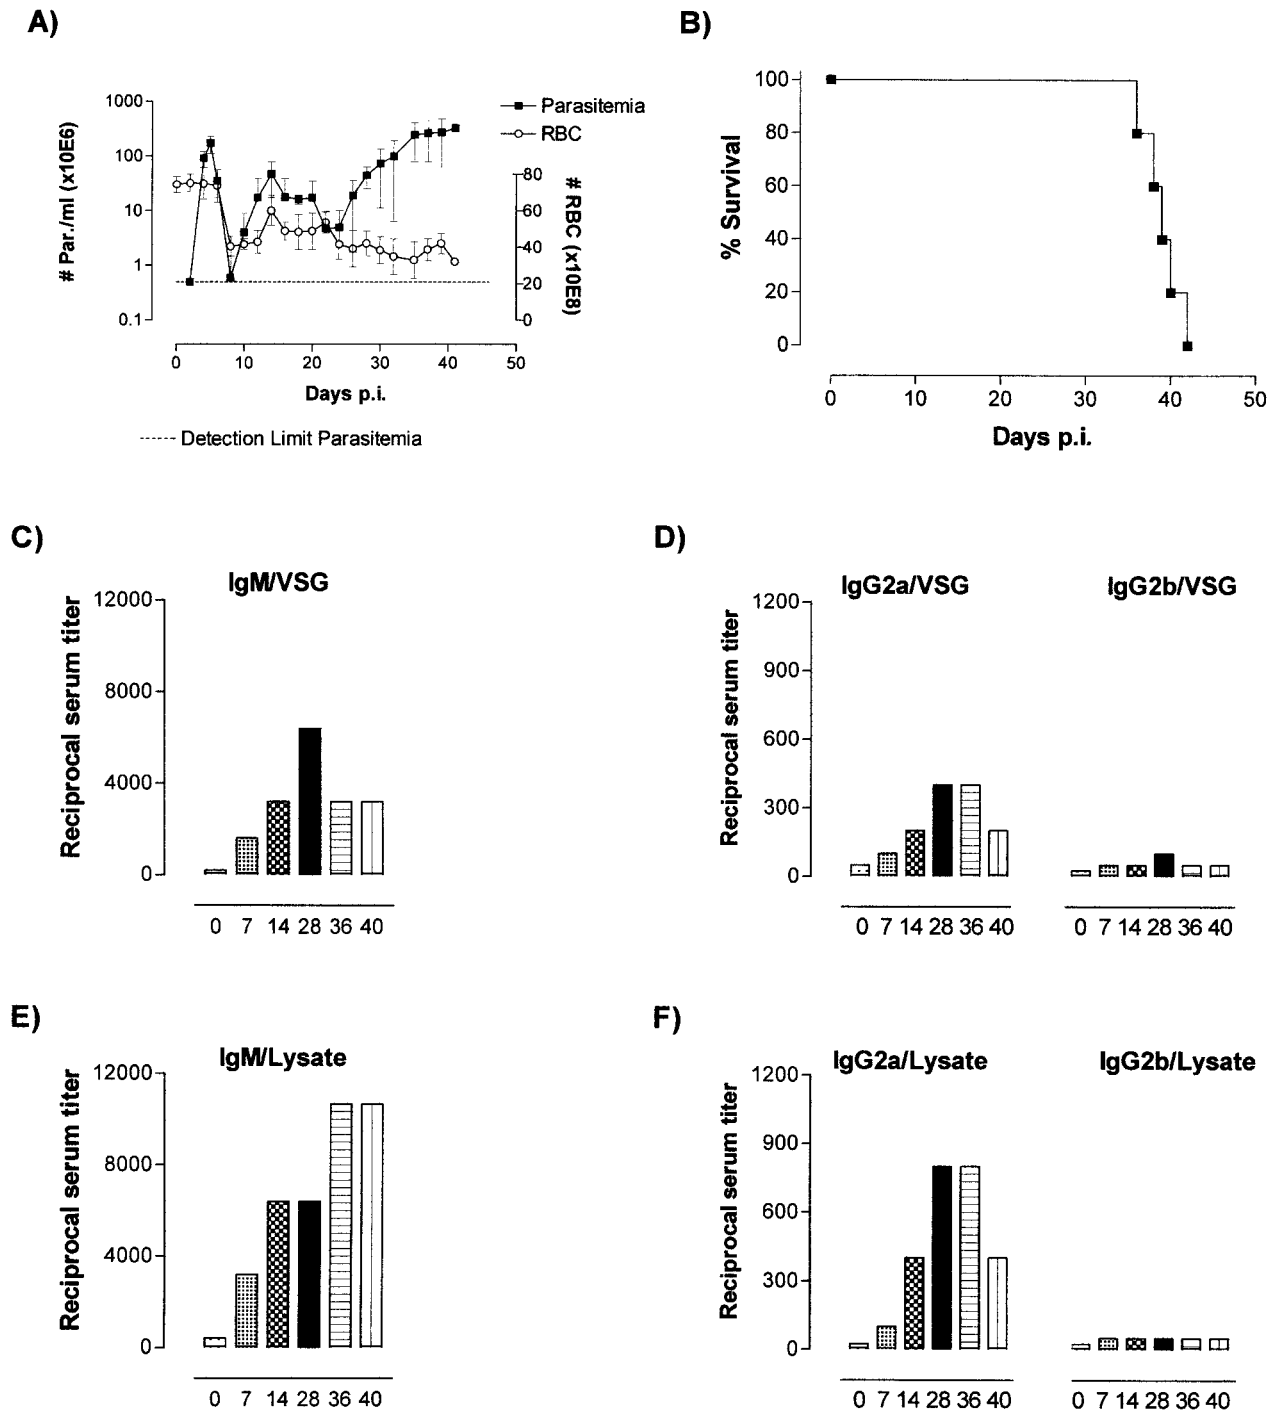 A)
1000
100
10
1
0.1
# Par./ml (x10E6)
Parasitemia
RBC
80
60
40
20
0
# RBC (x10E8)
0 10 20 30 40 50
Days p.i.
Detection Limit Parasitemia
B)
100
80
60
40
20
0
% Survival
0 10 20 30 40 50
Days p.i.
C)
IgM/VSG
12000
8000
4000
0
Reciprocal serum titer
0 7 14 28 36 40
D)
IgG2a/VSG IgG2b/VSG
1200
900
600
300
0
Reciprocal serum titer
0 7 14 28 36 40 0 7 14 28 36 40
E)
IgM/Lysate
12000
8000
4000
0
Reciprocal serum titer
0 7 14 28 36 40
F)
IgG2a/Lysate IgG2b/Lysate
1200
900
600
300
0
Reciprocal serum titer
0 7 14 28 36 40 0 7 14 28 36 40